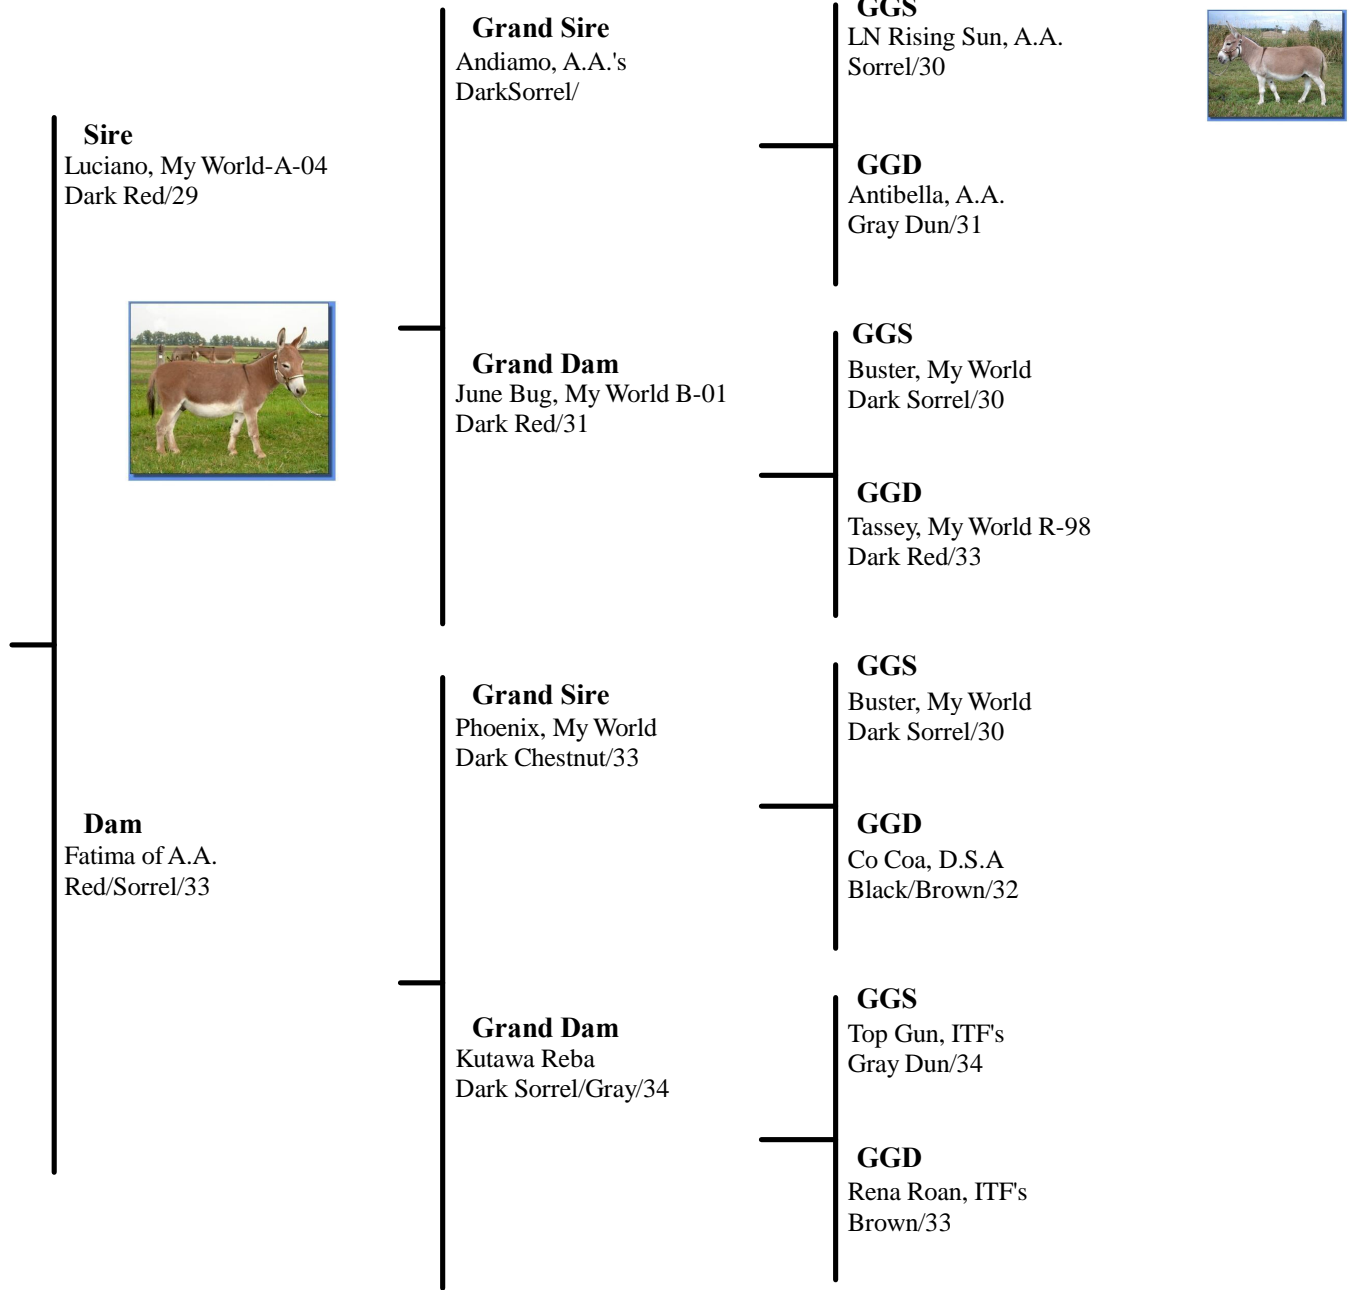 Sire
Luciano, My World-A-04
Dark Red/29
Dam
Fatima of A.A.
Red/Sorrel/33
Grand Sire
Andiamo, A.A.'s
DarkSorrel/
Grand Dam
June Bug, My World B-01
Dark Red/31
Grand Sire
Phoenix, My World
Dark Chestnut/33
Grand Dam
Kutawa Reba
Dark Sorrel/Gray/34
GGS
LN Rising Sun, A.A.
Sorrel/30
GGD
Antibella, A.A.
Gray Dun/31
GGS
Buster, My World
Dark Sorrel/30
GGD
Tassey, My World R-98
Dark Red/33
GGS
Buster, My World
Dark Sorrel/30
GGD
Co Coa, D.S.A
Black/Brown/32
GGS
Top Gun, ITF's
Gray Dun/34
GGD
Rena Roan, ITF's
Brown/33